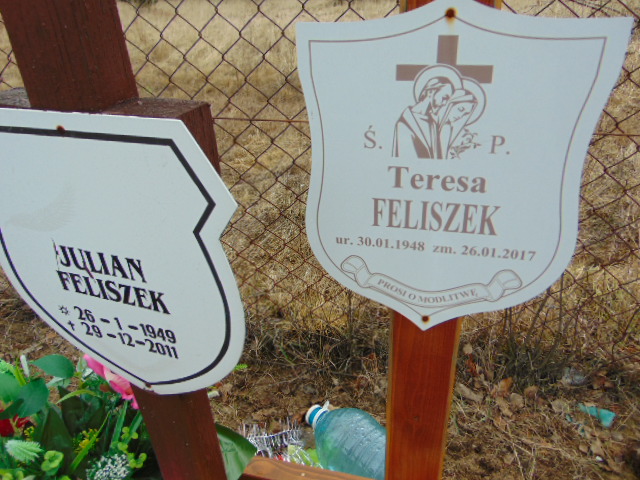 JULIAN
FELISZEK
* 26-1-1949
† 29-12-2011
Ś. P.
Teresa
FELISZEK
ur. 30.01.1948 zm. 26.01.2017
PROSI O MODLITWĘ